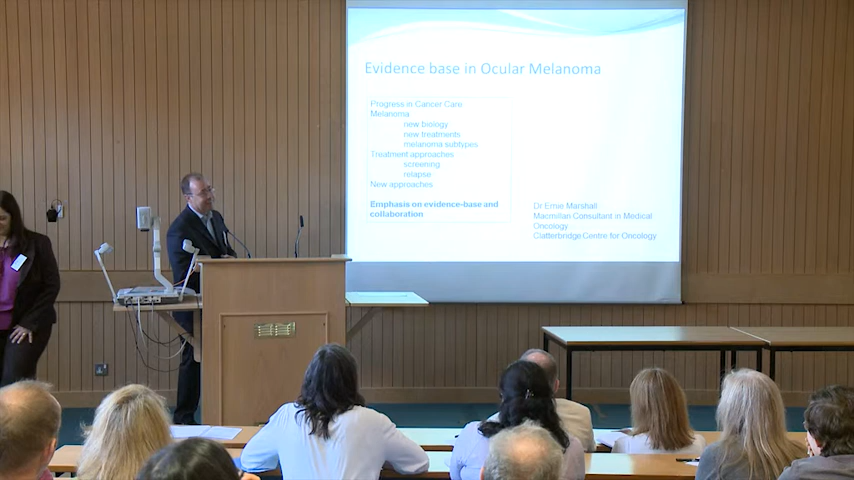 Evidence base in Ocular Melanoma
Progress in Cancer Care
Melanoma
new biology
new treatments
melanoma subtypes
Treatment approaches
screening
relapse
New approaches
Emphasis on evidence-base and
collaboration
Dr Ernie Marshall
Macmillan Consultant in Medical
Oncology
Clatterbridge Centre for Oncology